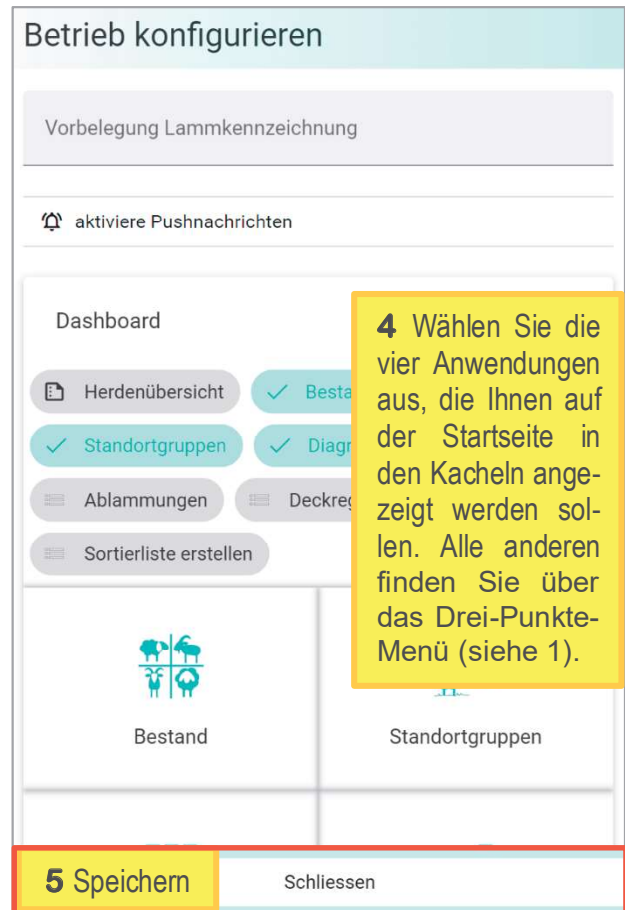 Betrieb konfigurieren
Vorbelegung Lammkennzeichnung
aktiviere Pushnachrichten
Dashboard
Herdenübersicht
Standortgruppen
Ablammungen
Sortierliste erstellen
4 Wählen Sie die
vier Anwendungen
aus, die Ihnen auf
der Startseite in
den Kacheln ange-
zeigt werden sol-
len. Alle anderen
finden Sie über
das Drei-Punkte-
Menü (siehe 1).
Bestand
Standortgruppen
5 Speichern
Schliessen